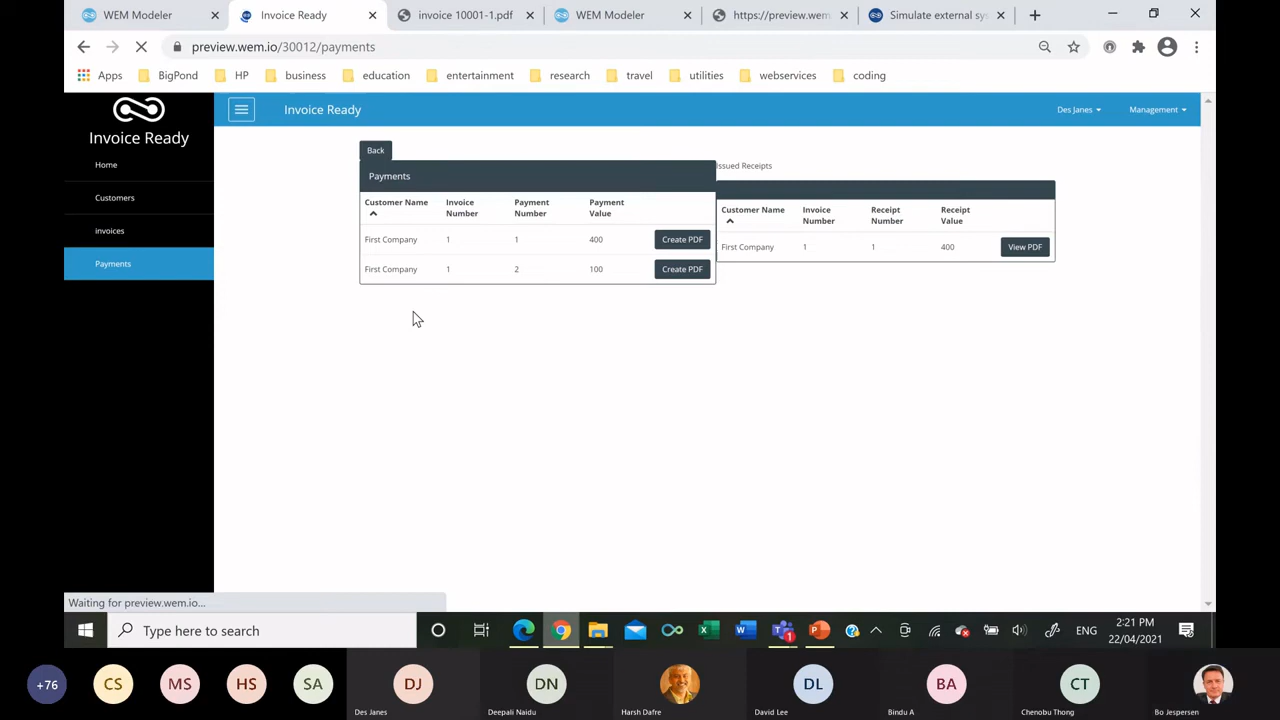 WEM Modeler
Invoice Ready
invoice 10001-1.pdf
WEM Modeler
https://preview.wem
Simulate external sy
preview.wem.io/30012/payments
Apps
BigPond
HP
business
education
entertainment
research
travel
utilities
webservices
coding
Invoice Ready
Home
Customers
invoices
Payments
Invoice Ready
Des Janes
Management
Back
Payments
Customer Name
Invoice Number
Payment Number
Payment Value
First Company 1 1 400 Create PDF
First Company 1 2 100 Create PDF
Issued Receipts
Customer Name
Invoice Number
Receipt Number
Receipt Value
First Company 1 1 400 View PDF
Waiting for preview.wem.io...
Type here to search
1
ENG
2:21 PM
22/04/2021
+76
CS
MS
HS
SA
DJ
Des Janes
DN
Deepali Naidu
Harsh Dafre
DL
David Lee
BA
Bindu A
CT
Chenobu Thong
Bo Jespersen